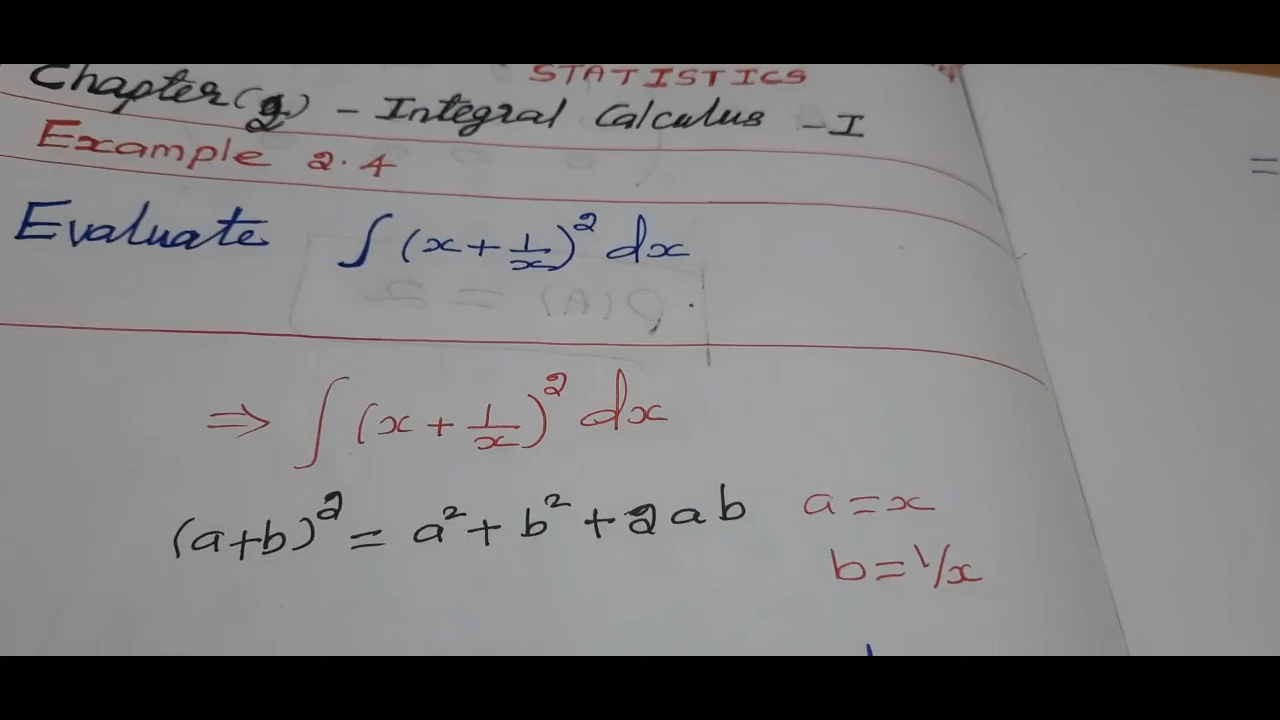 STATISTICS
Chapter (2) - Integral Calculus - I
Example 2.4
Evaluate ∫ (x + 1/x)² dx
⇒ ∫ (x + 1/x)² dx
(a+b)² = a² + b² + 2ab
a = x
b = 1/x
=